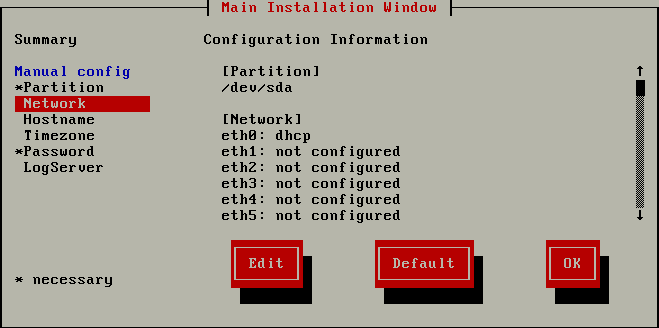 Main Installation Window
Summary
Manual config
*Partition
Network
Hostname
Timezone
*Password
LogServer
* necessary
Configuration Information
[Partition]
/dev/sda
[Network]
eth0: dhcp
eth1: not configured
eth2: not configured
eth3: not configured
eth4: not configured
eth5: not configured
Edit
Default
OK